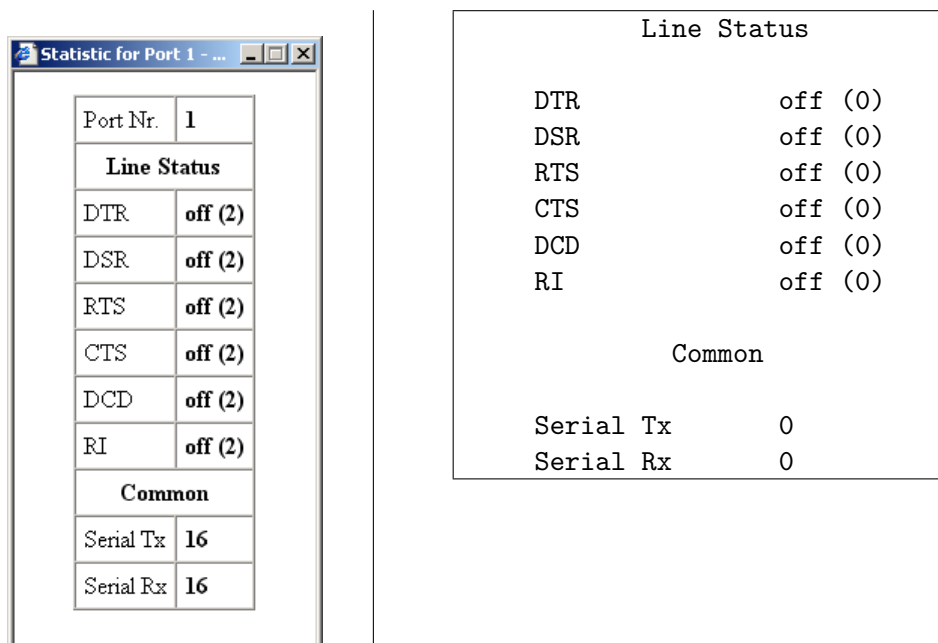 Statistic for Port 1 - ...
Port Nr. 1
Line Status
DTR off (2)
DSR off (2)
RTS off (2)
CTS off (2)
DCD off (2)
RI off (2)
Common
Serial Tx 16
Serial Rx 16
Line Status
DTR off (0)
DSR off (0)
RTS off (0)
CTS off (0)
DCD off (0)
RI off (0)
Common
Serial Tx 0
Serial Rx 0